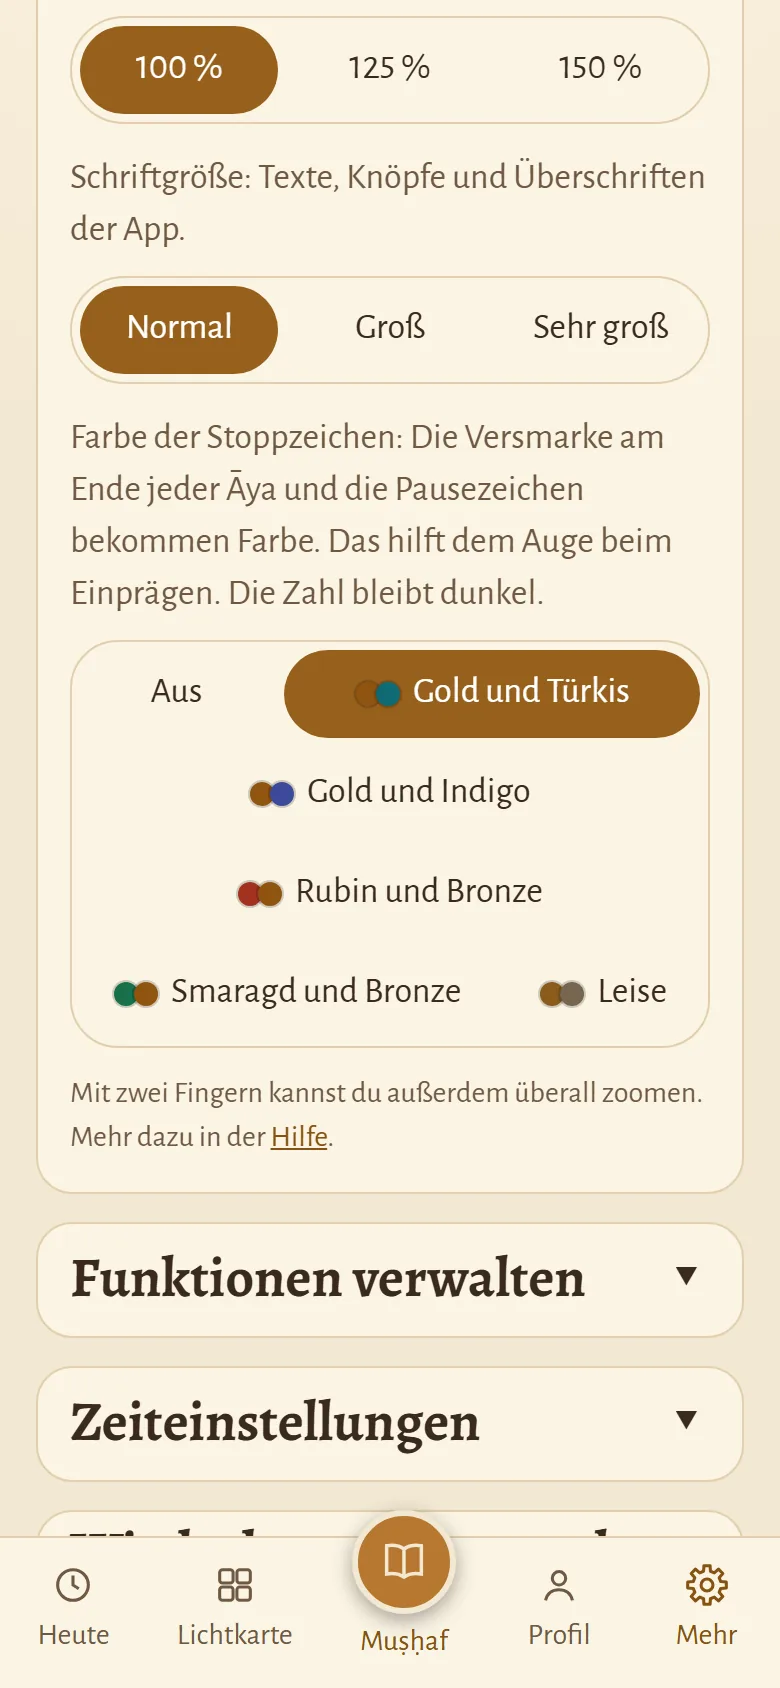 100 % 125 % 150 %
Schriftgröße: Texte, Knöpfe und Überschriften
der App.
Normal Groß Sehr groß
Farbe der Stoppzeichen: Die Versmarke am
Ende jeder Āya und die Pausezeichen
bekommen Farbe. Das hilft dem Auge beim
Einprägen. Die Zahl bleibt dunkel.
Aus Gold und Türkis
Gold und Indigo
Rubin und Bronze
Smaragd und Bronze Leise
Mit zwei Fingern kannst du außerdem überall zoomen.
Mehr dazu in der Hilfe.
Funktionen verwalten
Zeiteinstellungen
Heute Lichtkarte Muṣḥaf Profil Mehr